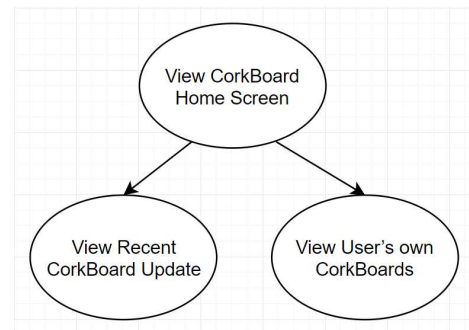 View CorkBoard
Home Screen
View Recent
CorkBoard Update
View User’s own
CorkBoards